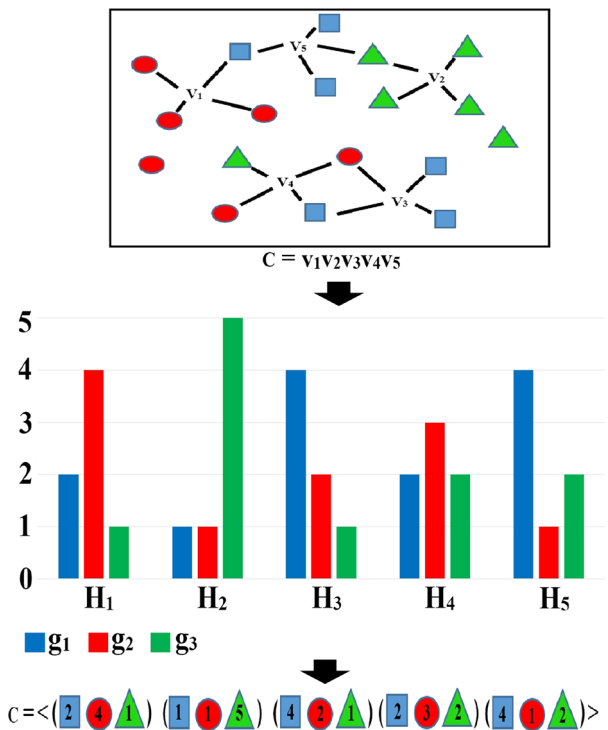 v₅
v₁
v₂
v₄
v₃
C = v₁v₂v₃v₄v₅
5
4
3
2
1
0
H₁ H₂ H₃ H₄ H₅
g₁ g₂ g₃
C =<(2 4 1) (1 1 5) (4 2 1) (2 3 2) (4 1 2)>